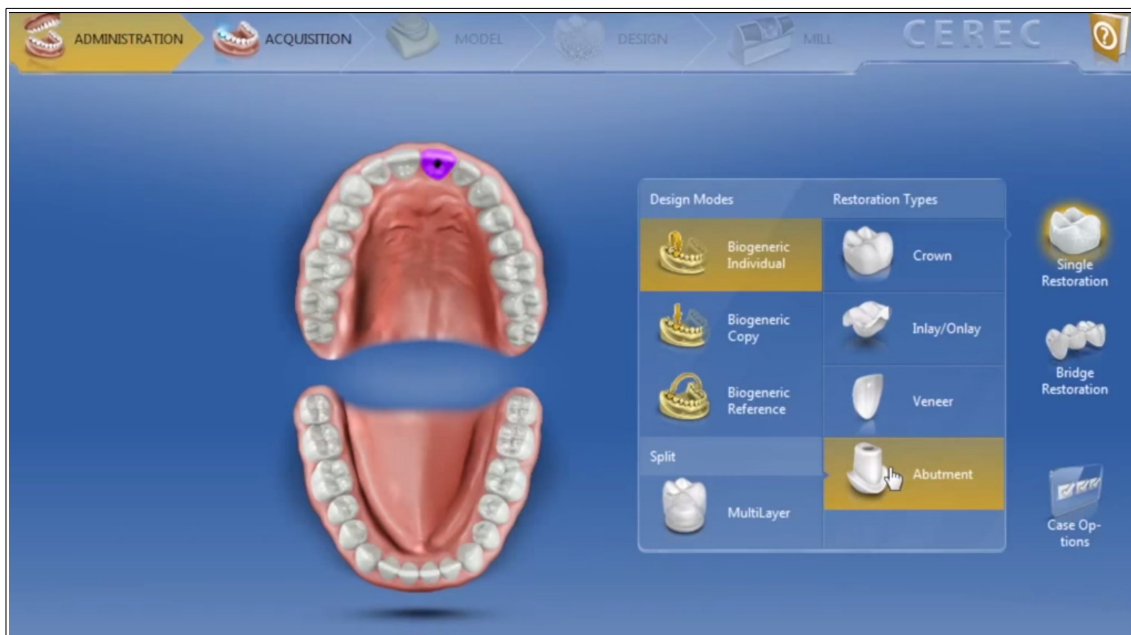 ADMINISTRATION
ACQUISITION
MODEL
DESIGN
MILL
CEREC
?
Design Modes
Restoration Types
Biogeneric
Individual
Crown
Single
Restoration
Biogeneric
Copy
Inlay/Onlay
Bridge
Restoration
Biogeneric
Reference
Veneer
Split
MultiLayer
Abutment
Case Op-
tions